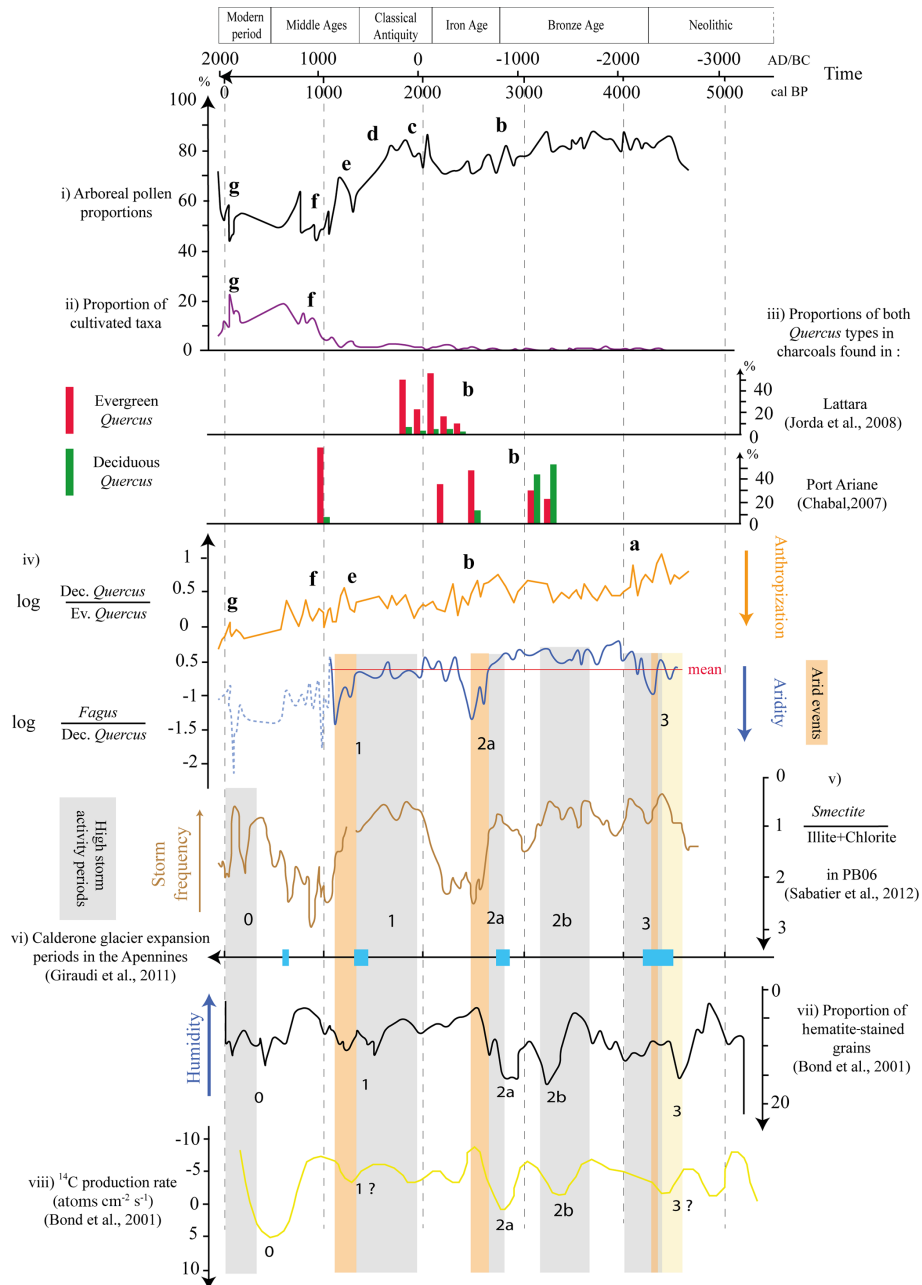 Modern
period
Middle Ages
Classical
Antiquity
Iron Age
Bronze Age
Neolithic
2000 1000 0 -1000 -2000 -3000 AD/BC
Time
0 1000 2000 3000 4000 5000 cal BP
%
100
80
60
40
i) Arboreal pollen
proportions
g f e d c b
ii) Proportion of
cultivated taxa
20
0
g f
iii) Proportions of both
Quercus types in
charcoals found in :
Evergreen
Quercus
Deciduous
Quercus
b
%
40
20
0
Lattara
(Jorda et al., 2008)
b
%
40
20
0
Port Ariane
(Chabal,2007)
iv)
log Dec. Quercus
Ev. Quercus
1
0.5
0
g f e b a
Anthropization
log Fagus
Dec. Quercus
0.5
-1
-1.5
-2
mean
1 2a 3
Aridity
Arid events
High storm
activity periods
Storm
frequency
0 1 2a 2b 3
0
1
2
3
v)
Smectite
Illite+Chlorite
in PB06
(Sabatier et al., 2012)
vi) Calderone glacier expansion
periods in the Apennines
(Giraudi et al., 2011)
Humidity
0 1 2a 2b 3
0
10
20
vii) Proportion of
hematite-stained
grains
(Bond et al., 2001)
viii) ¹⁴C production rate
(atoms cm⁻² s⁻¹)
(Bond et al., 2001)
-10
-5
0
5
10
0 1 ? 2a 2b 3 ?